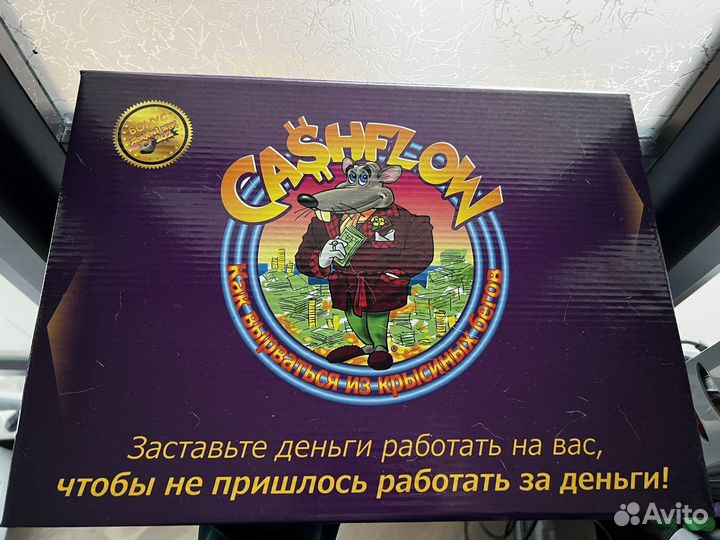 БОНУС
CA$HFLOW
Как вырваться из крысиных бегов
®
Заставьте деньги работать на вас,
чтобы не пришлось работать за деньги!
Avito